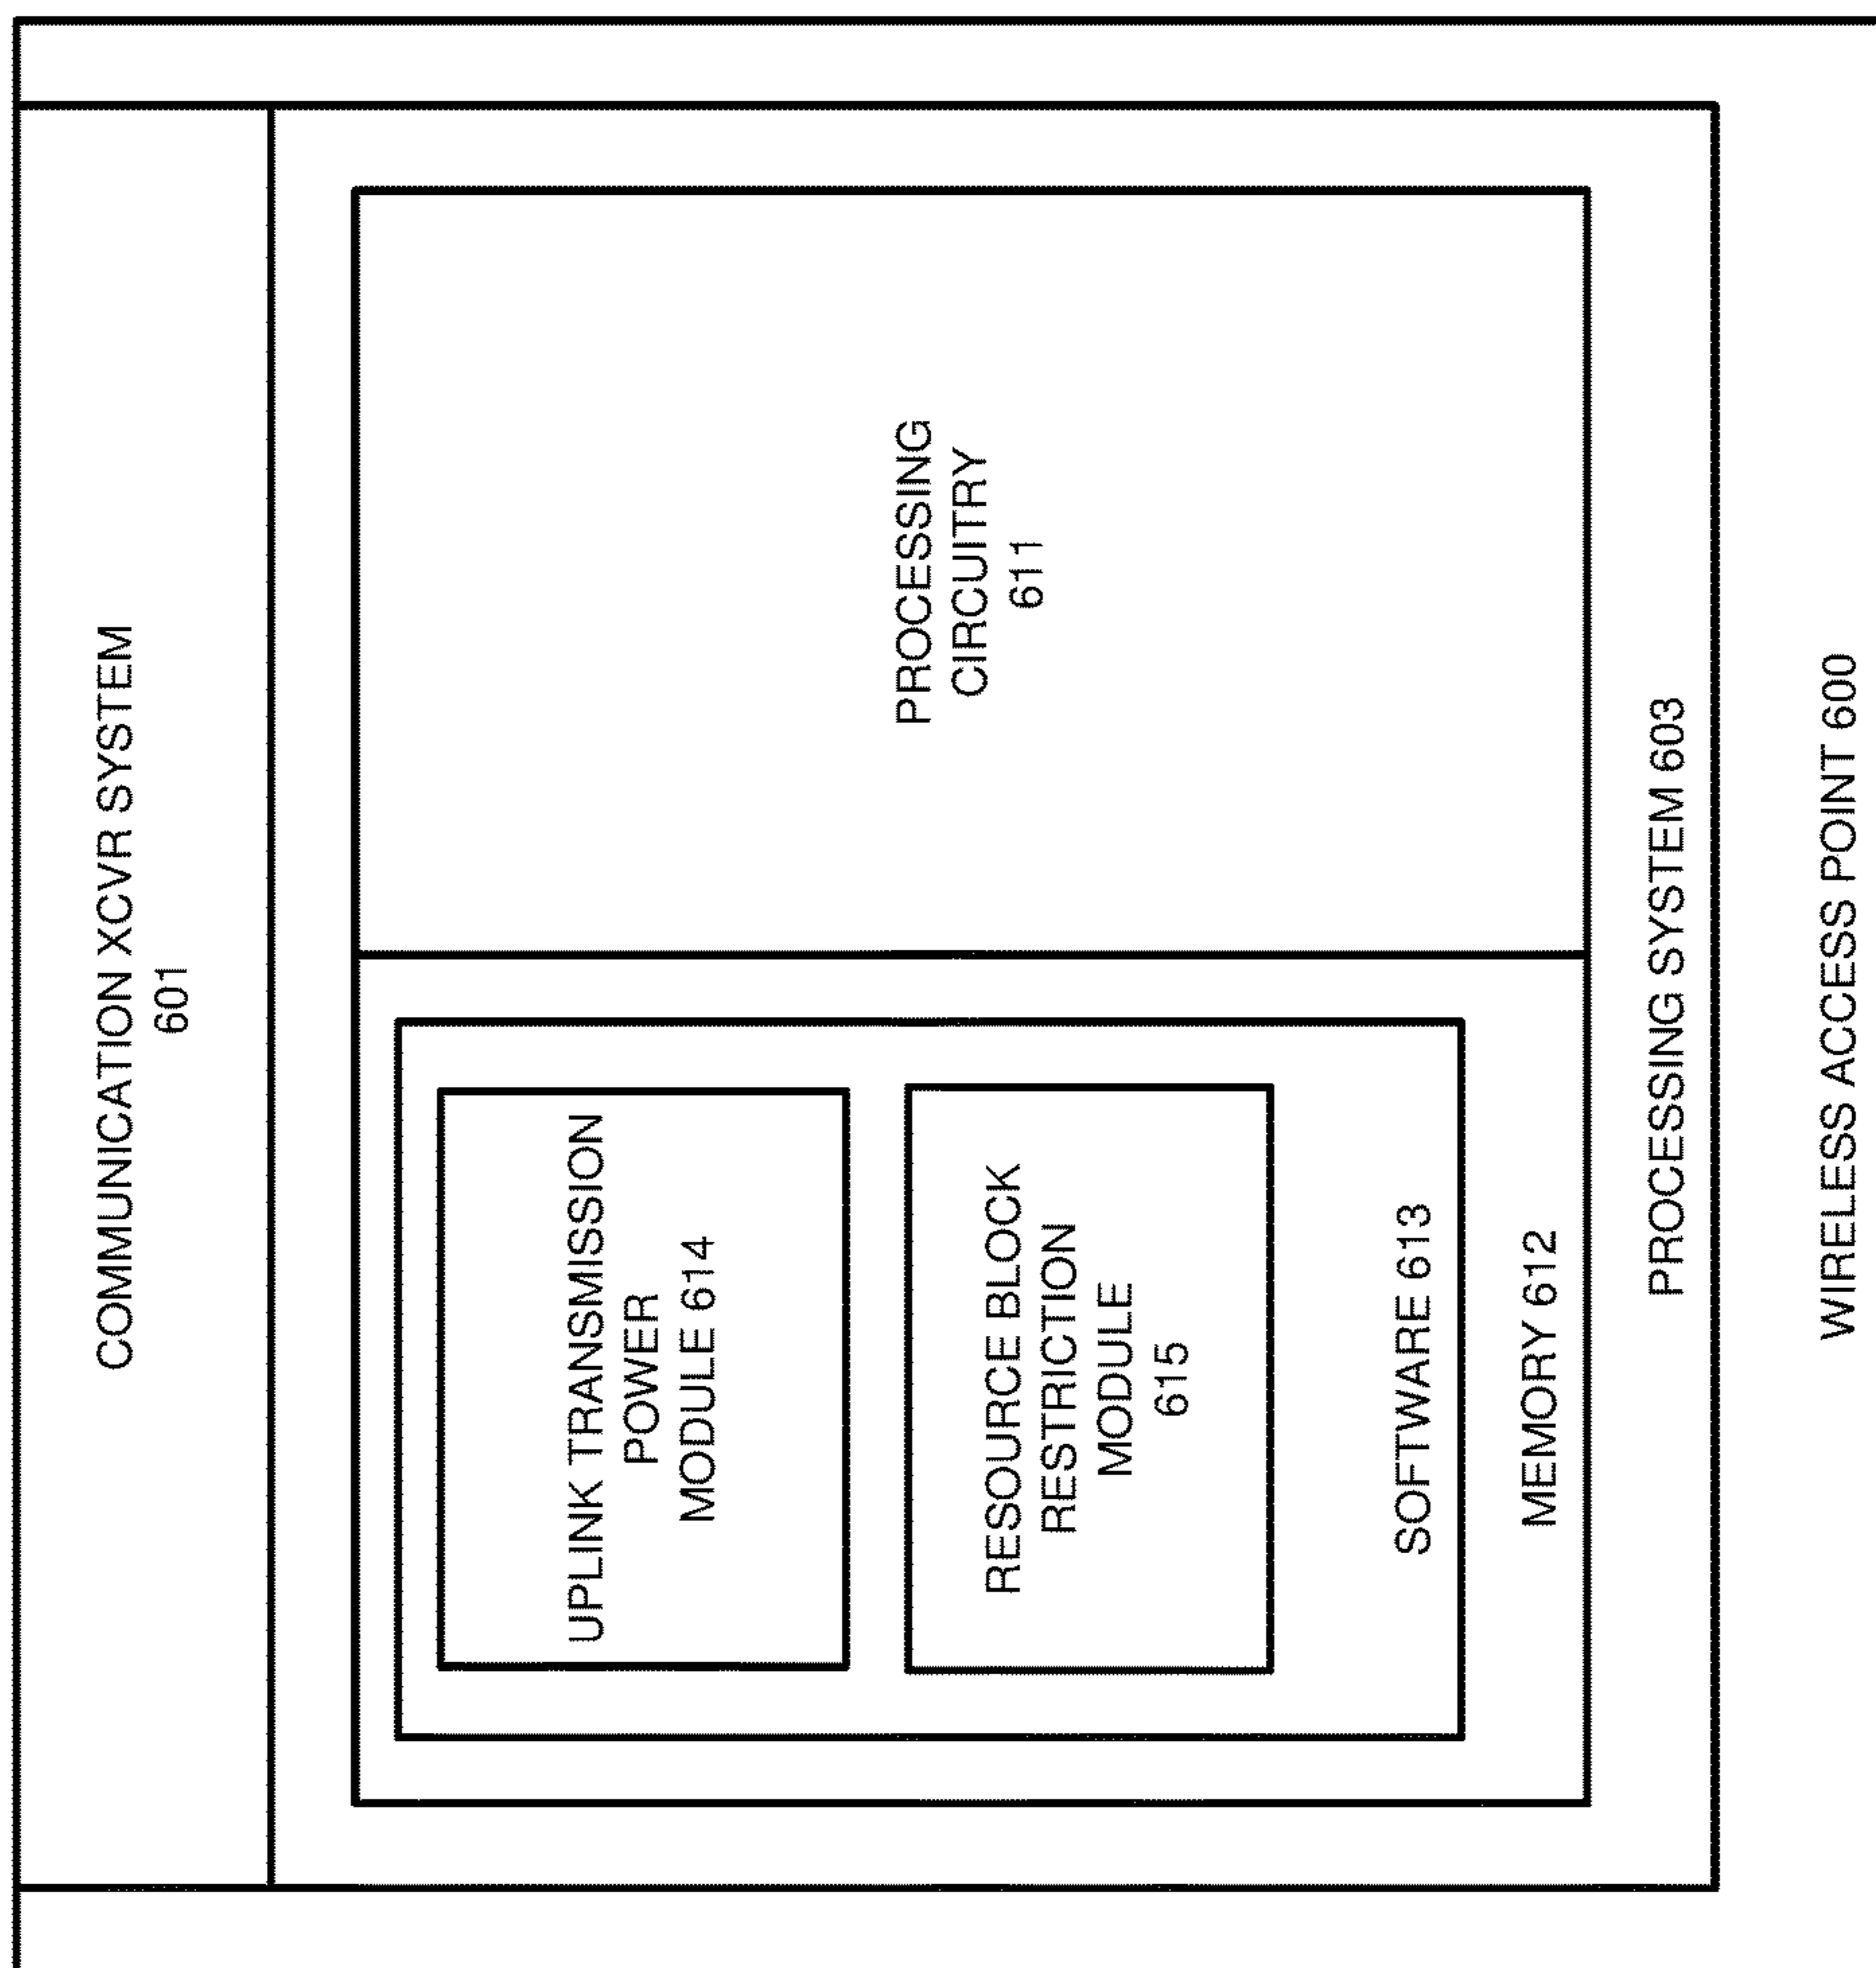 COMMUNICATION XCVR SYSTEM
601
UPLINK TRANSMISSION
POWER
MODULE 614
RESOURCE BLOCK
RESTRICTION
MODULE
615
SOFTWARE 613
MEMORY 612
PROCESSING
CIRCUITRY
611
PROCESSING SYSTEM 603
WIRELESS ACCESS POINT 600